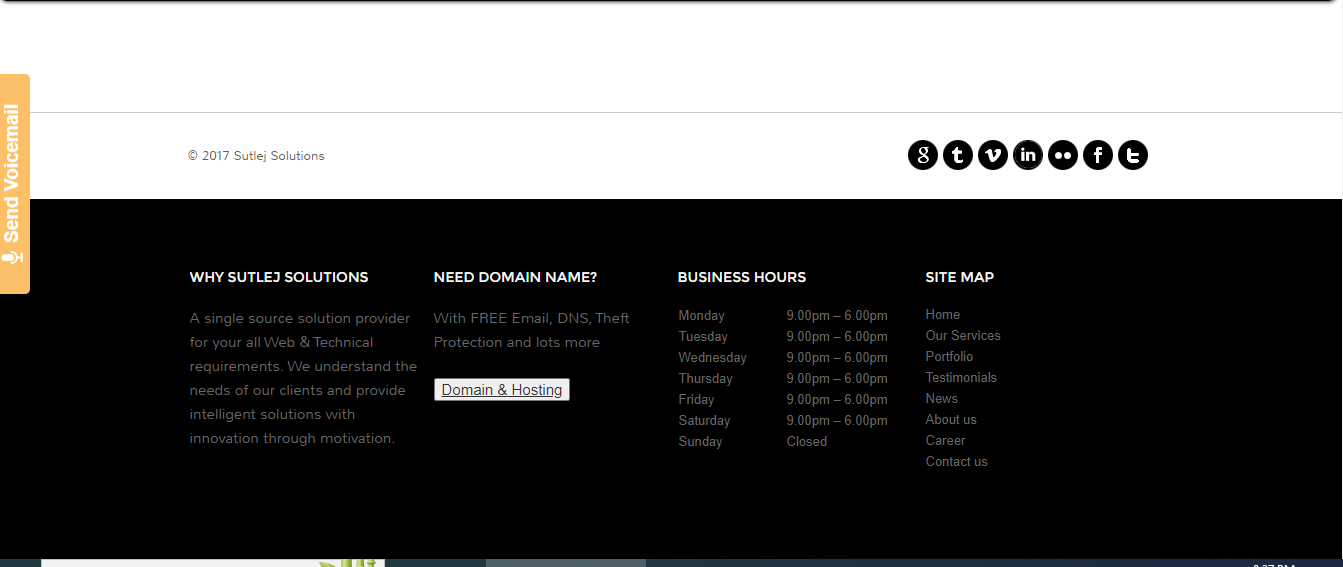 Send Voicemail
© 2017 Sutlej Solutions
WHY SUTLEJ SOLUTIONS
A single source solution provider
for your all Web & Technical
requirements. We understand the
needs of our clients and provide
intelligent solutions with
innovation through motivation.
NEED DOMAIN NAME?
With FREE Email, DNS, Theft
Protection and lots more
Domain & Hosting
BUSINESS HOURS
Monday 9.00pm – 6.00pm
Tuesday 9.00pm – 6.00pm
Wednesday 9.00pm – 6.00pm
Thursday 9.00pm – 6.00pm
Friday 9.00pm – 6.00pm
Saturday 9.00pm – 6.00pm
Sunday Closed
SITE MAP
Home
Our Services
Portfolio
Testimonials
News
About us
Career
Contact us